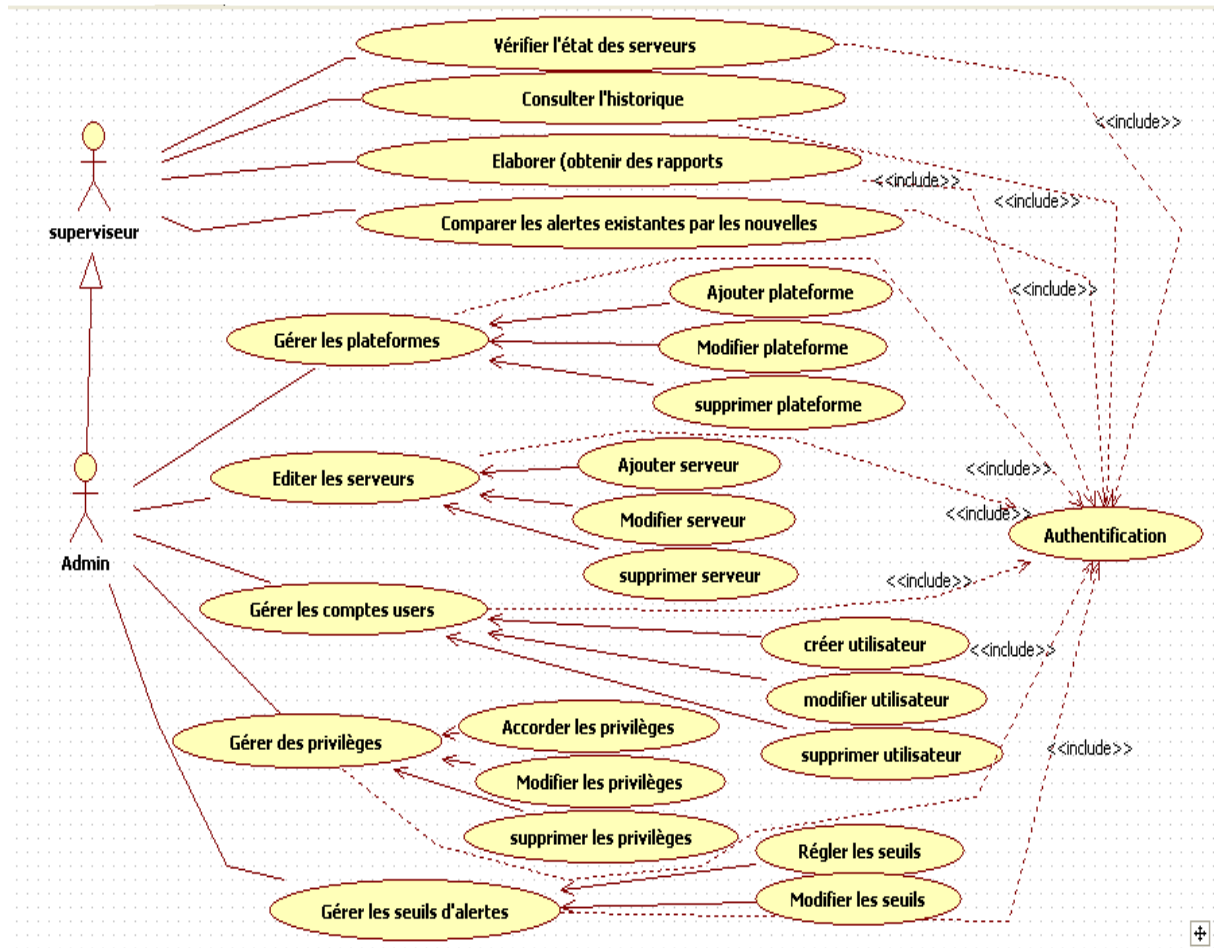 Vérifier l'état des serveurs
Consulter l'historique
<<include>>
Elaborer (obtenir des rapports
<<include>>
<<include>>
superviseur
Comparer les alertes existantes par les nouvelles
<<include>>
Ajouter plateforme
Gérer les plateformes
Modifier plateforme
supprimer plateforme
Ajouter serveur
<<include>>
Editer les serveurs
Modifier serveur
<<include>>
Authentification
Admin
supprimer serveur
<<include>>
Gérer les comptes users
créer utilisateur
<<include>>
modifier utilisateur
Accorder les privilèges
Gérer des privilèges
supprimer utilisateur
<<include>>
Modifier les privilèges
supprimer les privilèges
Régler les seuils
Modifier les seuils
Gérer les seuils d'alertes